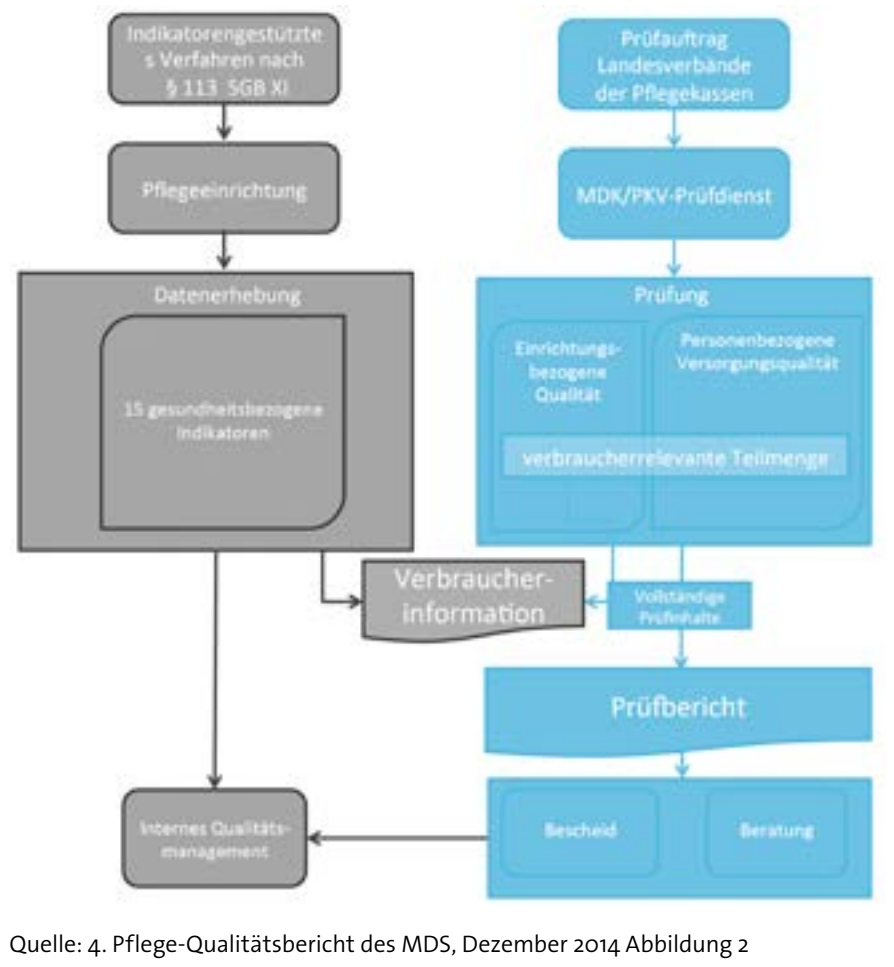 Indikatorengestützte
s Verfahren nach
§ 113 SGB XI
Pflegeeinrichtung
Datenerhebung
15 gesundheitsbezogene
Indikatoren
Prüfauftrag
Landesverbände
der Pflegekassen
MDK/PKV-Prüfdienst
Prüfung
Einrichtungs-
bezogene
Qualität
Personenbezogene
Versorgungsqualität
verbraucherrelevante Teilmenge
Verbraucher-
information
Vollständige
Prüfinhalte
Prüfbericht
Internes Qualitäts-
management
Bescheid
Beratung
Quelle: 4. Pflege-Qualitätsbericht des MDS, Dezember 2014 Abbildung 2